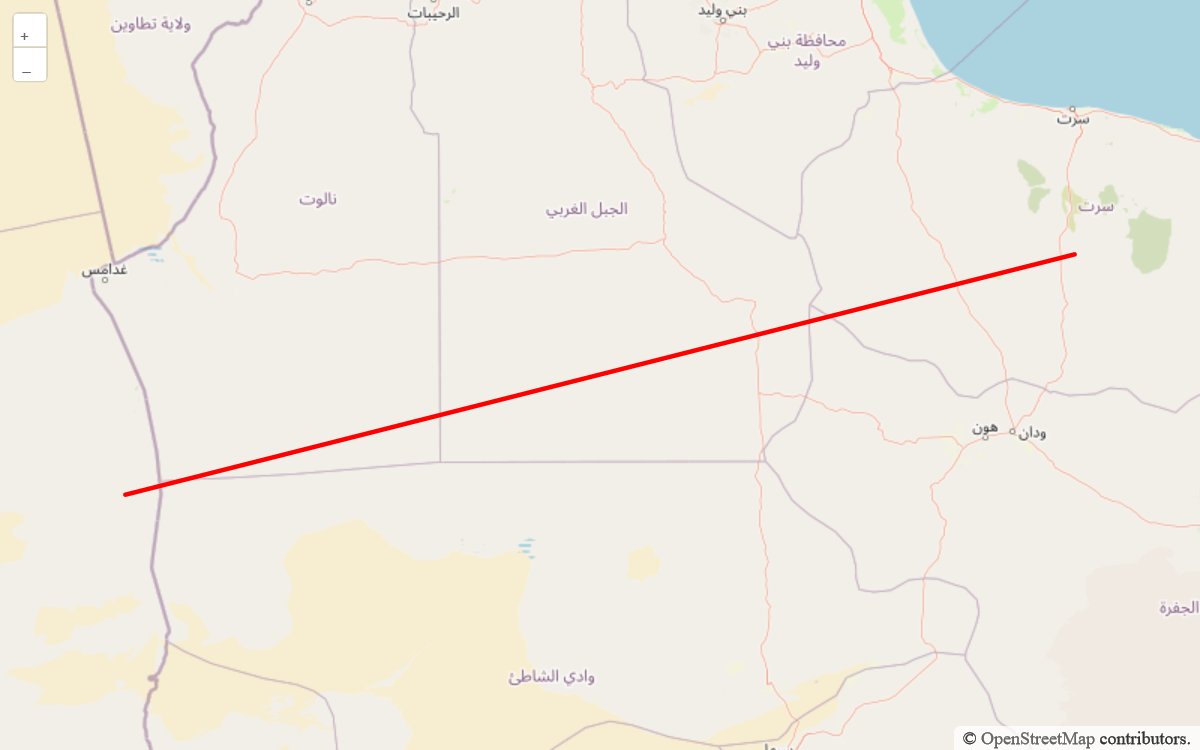 ولاية تطاوين
الرحيبات
بني وليد
محافظة بني
وليد
+
–
سرت
نالوت
الجبل الغربي
سرت
غدامس
هون
ودان
الجفرة
وادي الشاطئ
© OpenStreetMap contributors.